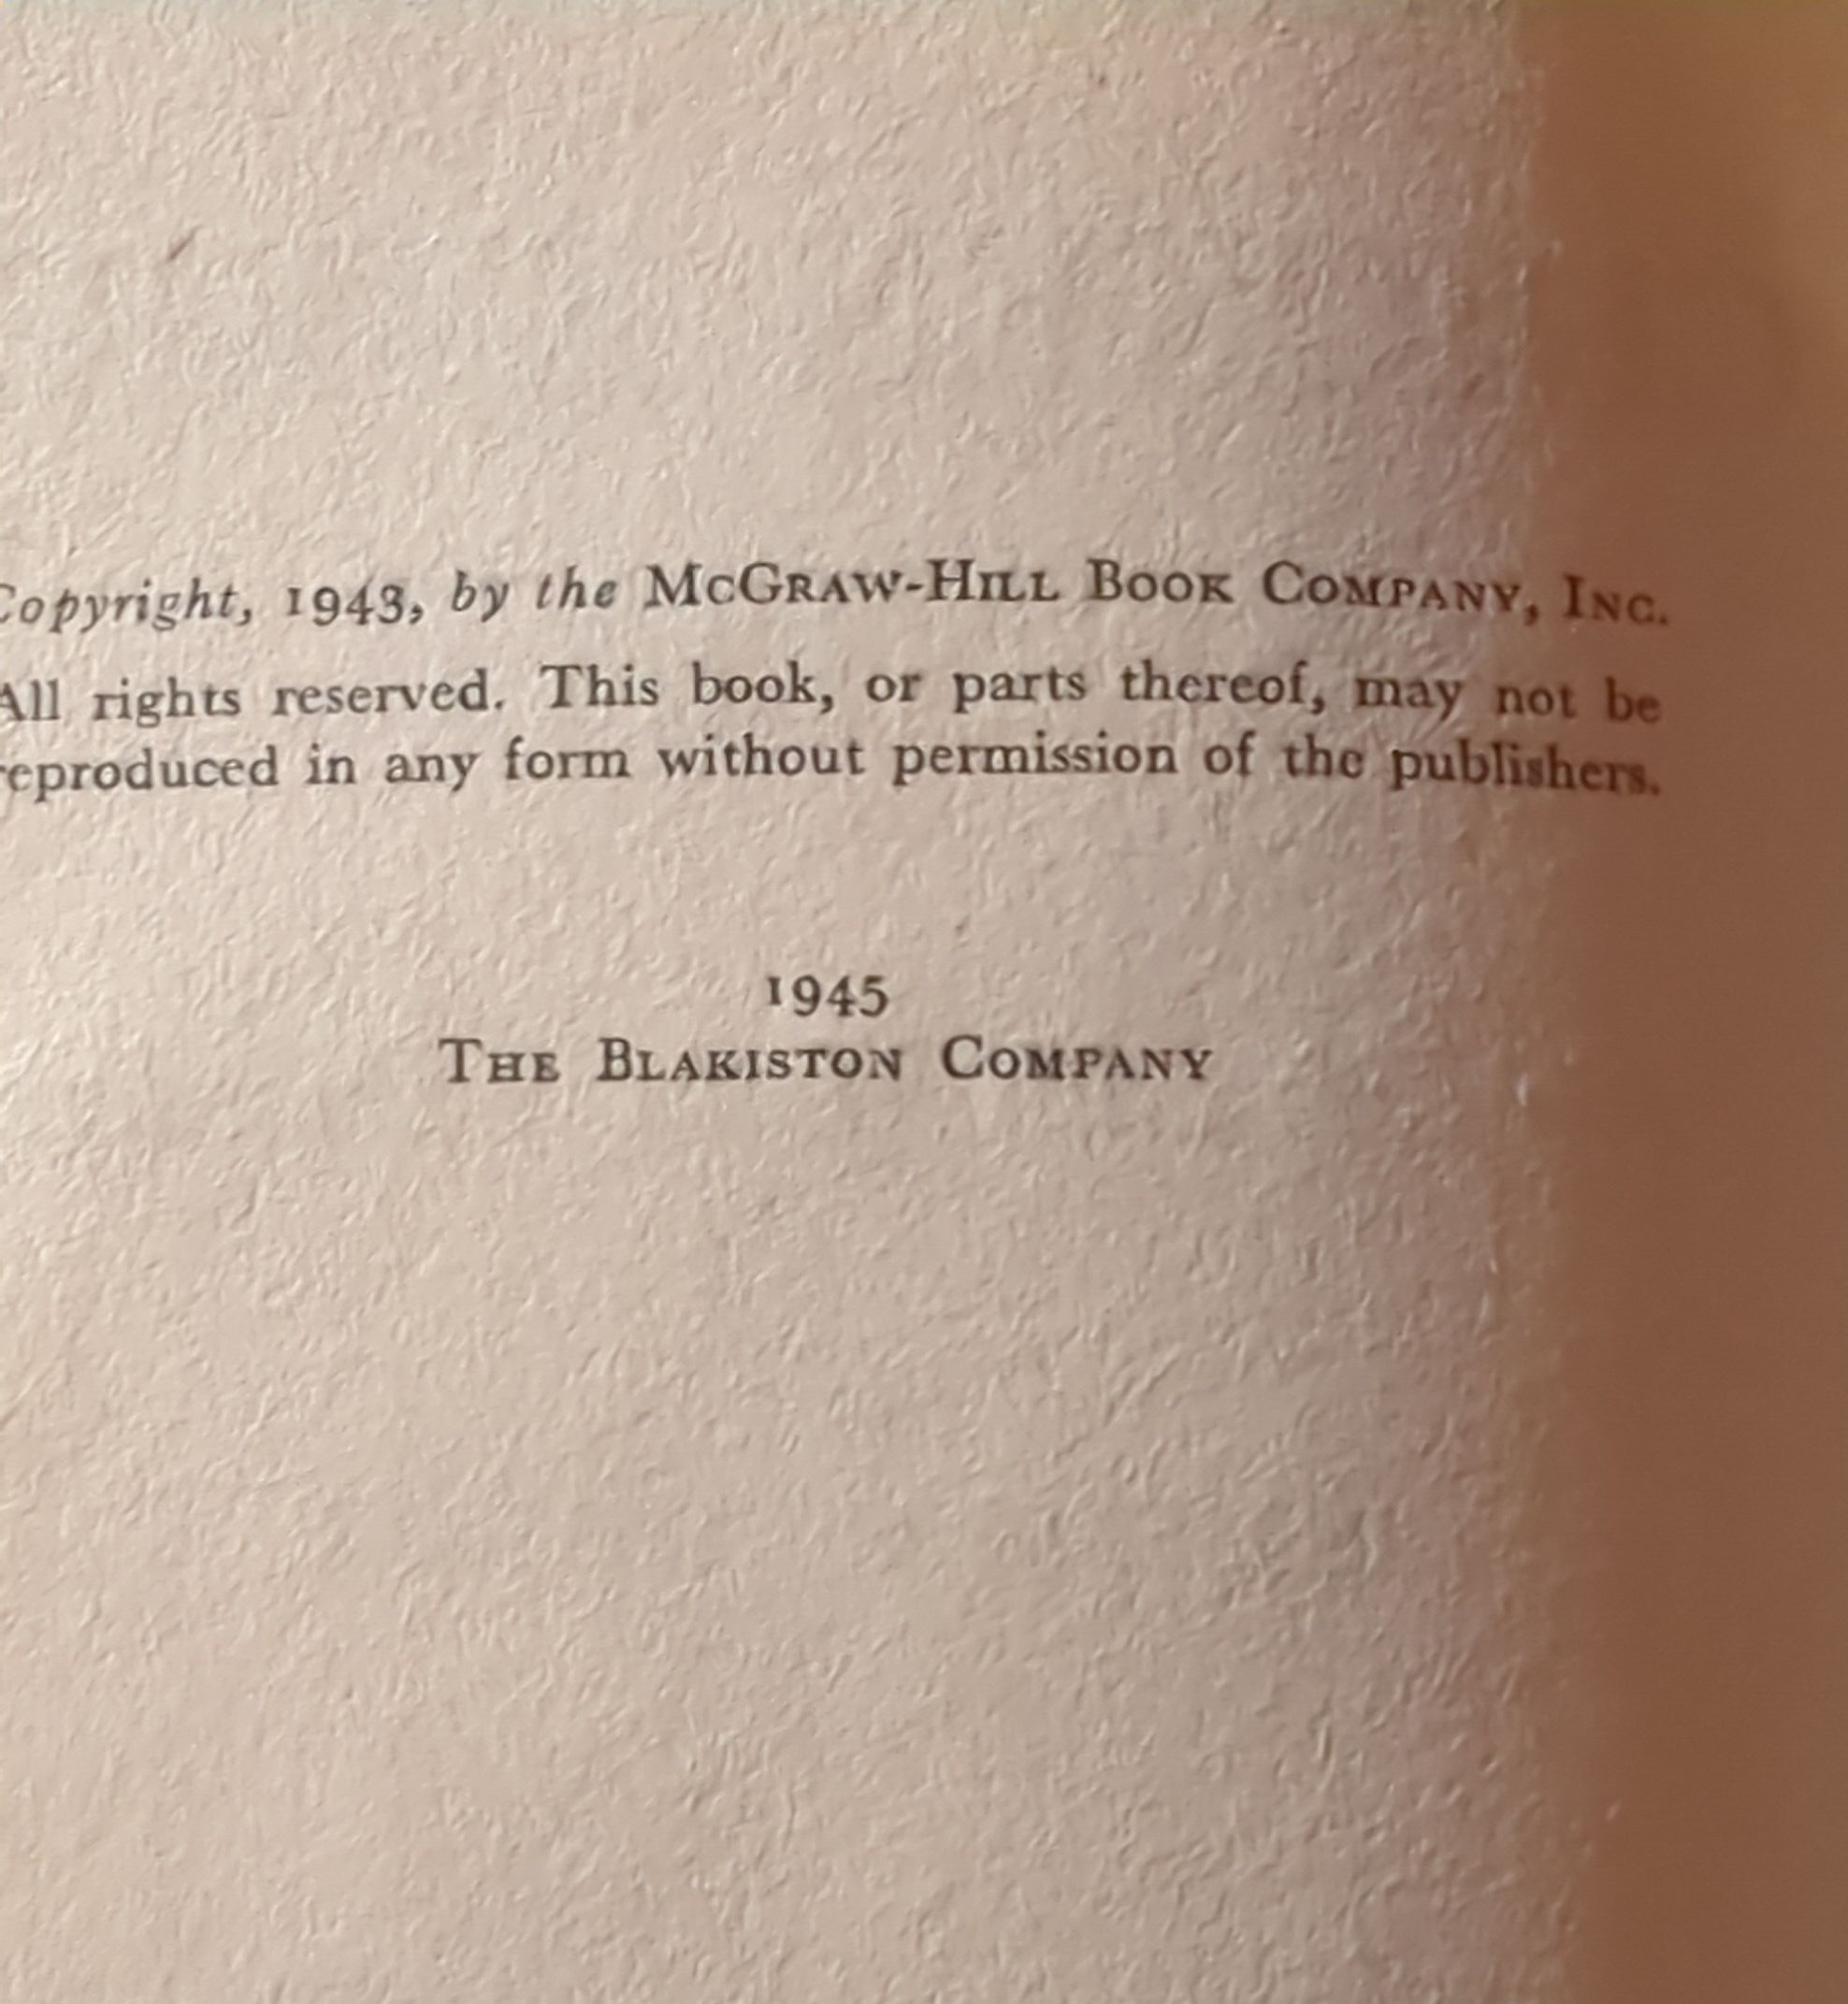 Copyright, 1943, by the McGraw-Hill Book Company, Inc.
All rights reserved. This book, or parts thereof, may not be
reproduced in any form without permission of the publishers.
1945
The Blakiston Company